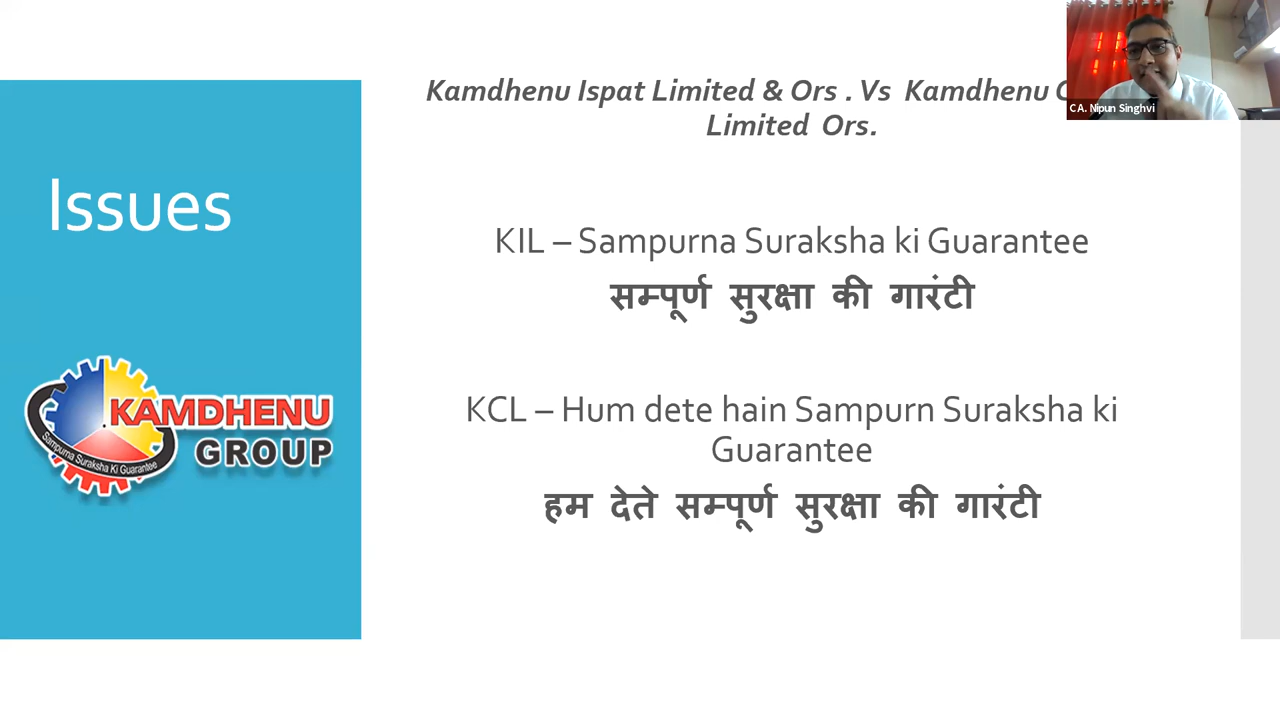 Kamdhenu Ispat Limited & Ors . Vs Kamdhenu
Limited Ors.
CA. Nipun Singhvi
Issues
KIL – Sampurna Suraksha ki Guarantee
सम्पूर्ण सुरक्षा की गारंटी
KCL – Hum dete hain Sampurn Suraksha ki
Guarantee
हम देते सम्पूर्ण सुरक्षा की गारंटी
KAMDHENU
GROUP
Sampurna Suraksha Ki Guarantee